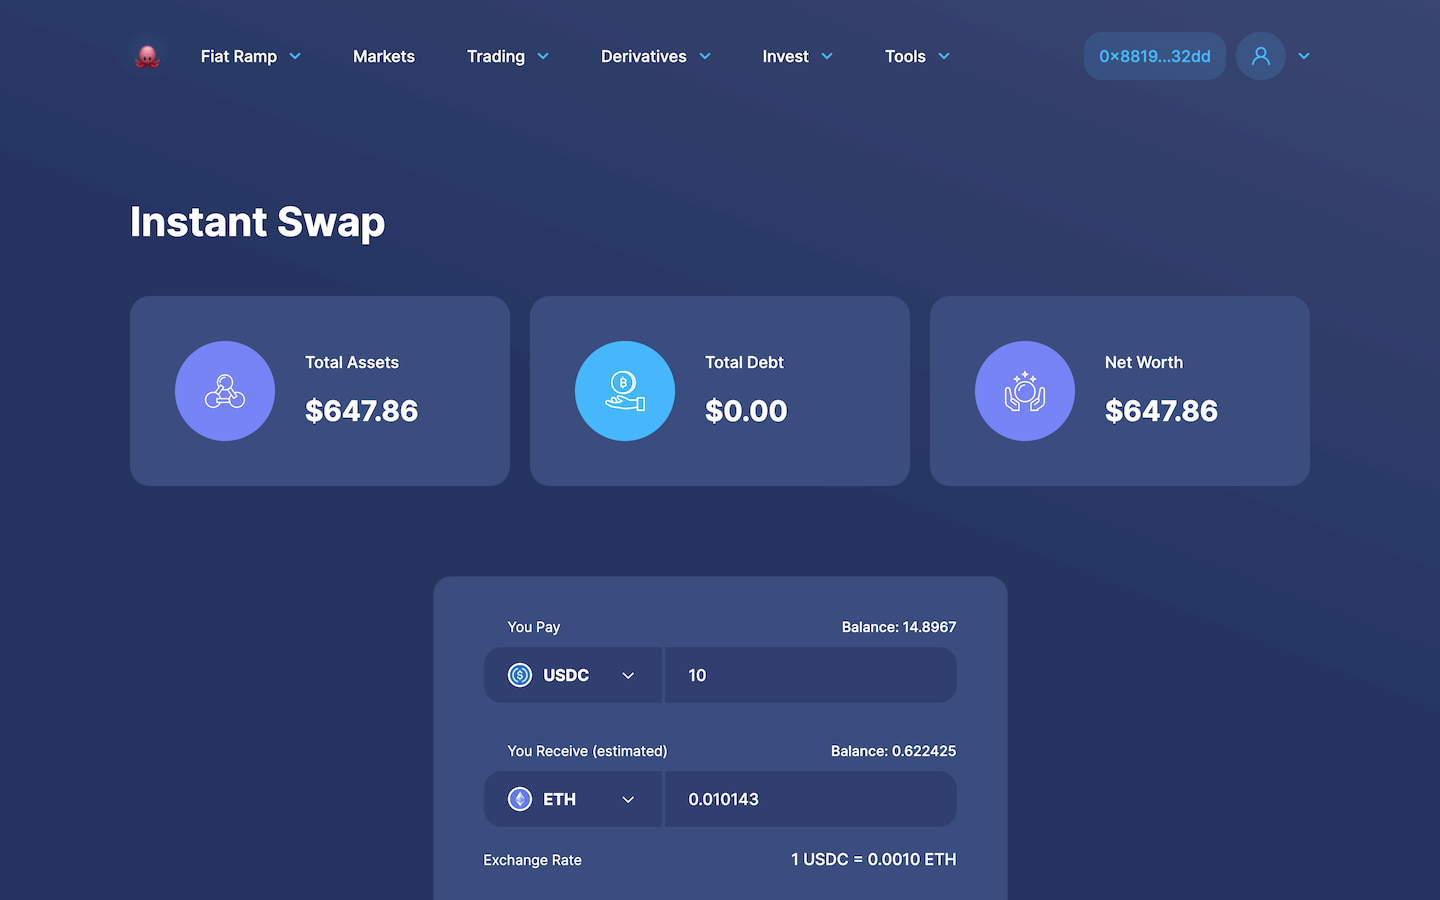 Fiat Ramp Markets Trading Derivatives Invest Tools 0×8819...32dd
Instant Swap
Total Assets
$647.86
Total Debt
$0.00
Net Worth
$647.86
You Pay Balance: 14.8967
USDC 10
You Receive (estimated) Balance: 0.622425
ETH 0.010143
Exchange Rate 1 USDC = 0.0010 ETH